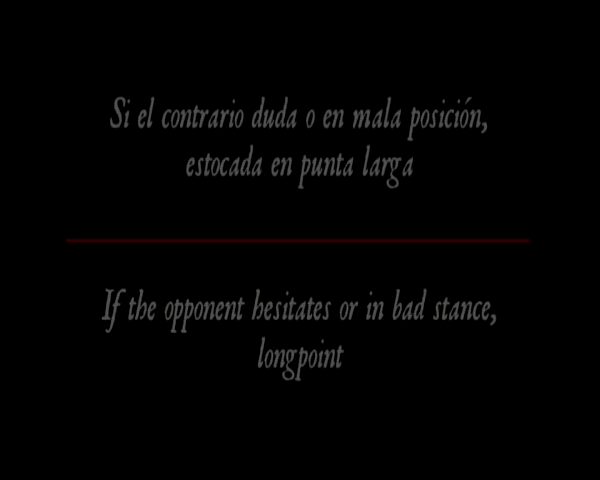 Si el contrario duda o en mala posición,
estocada en punta larga
If the opponent hesitates or in bad stance,
longpoint